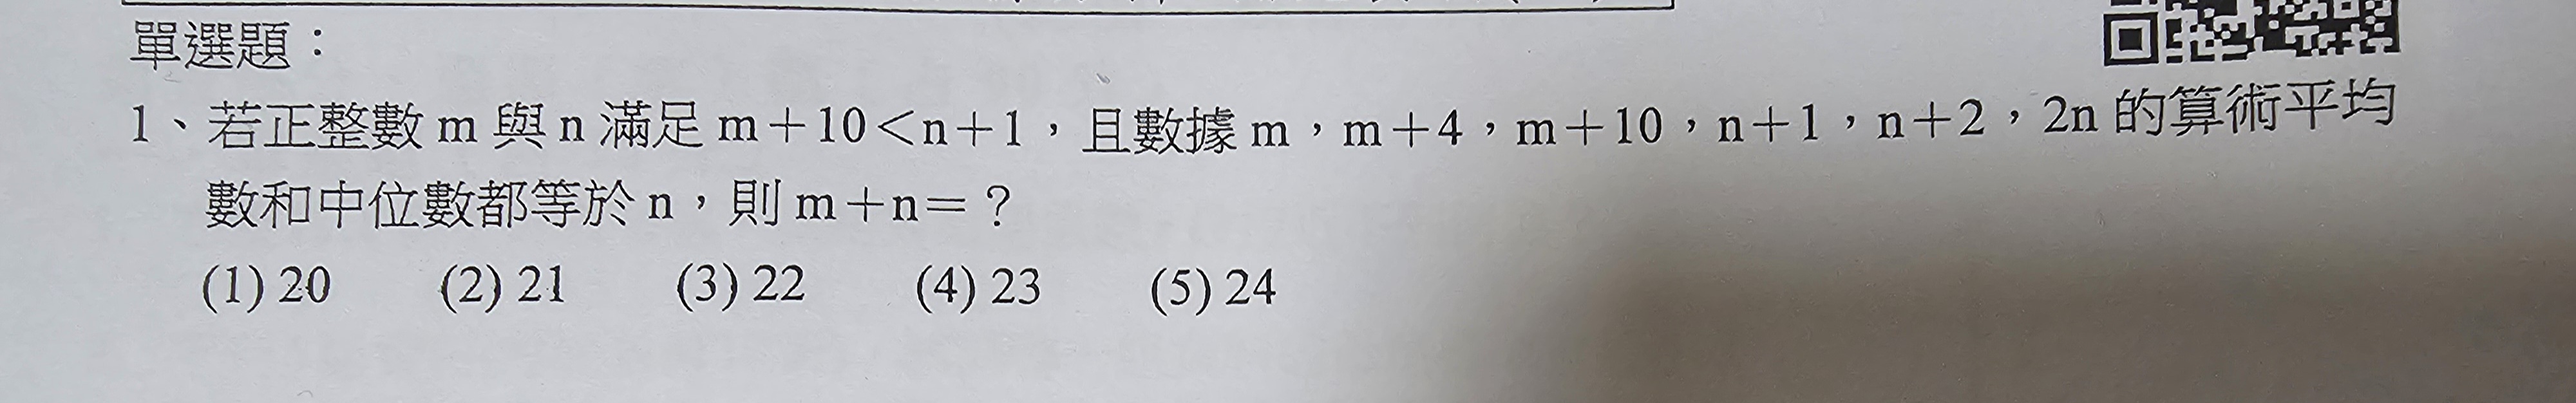 單選題：
1、若正整數 m 與 n 滿足 m＋10＜n＋1，且數據 m，m＋4，m＋10，n＋1，n＋2，2n 的算術平均
數和中位數都等於 n，則 m＋n＝？
(1) 20 (2) 21 (3) 22 (4) 23 (5) 24